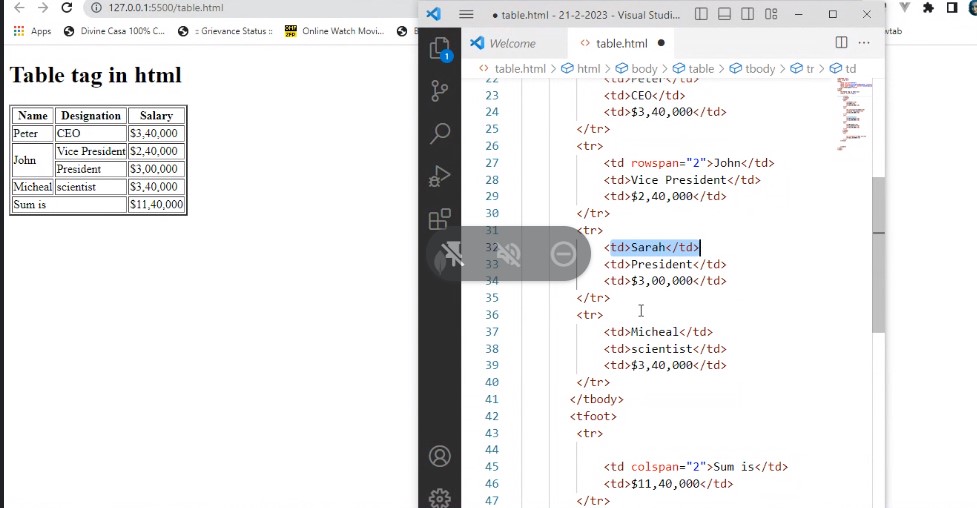 127.0.0.1:5500/table.html
Apps
Divine Casa 100% C...
:: Grievance Status ::
Online Watch Movi...
B
wtab
Table tag in html
Name Designation Salary
Peter CEO $3,40,000
John Vice President $2,40,000
President $3,00,000
Micheal scientist $3,40,000
Sum is $11,40,000
● table.html - 21-2-2023 - Visual Studi...
Welcome
<> table.html ●
<> table.html > html > body > table > tbody > tr > td
1
22 <td>Peter</td>
23 <td>CEO</td>
24 <td>$3,40,000</td>
25 </tr>
26 <tr>
27 <td rowspan="2">John</td>
28 <td>Vice President</td>
29 <td>$2,40,000</td>
30 </tr>
31 <tr>
32 <td>Sarah</td>
33 <td>President</td>
34 <td>$3,00,000</td>
35 </tr>
36 <tr>
37 <td>Micheal</td>
38 <td>scientist</td>
39 <td>$3,40,000</td>
40 </tr>
41 </tbody>
42 <tfoot>
43 <tr>
44
45 <td colspan="2">Sum is</td>
46 <td>$11,40,000</td>
47 </tr>